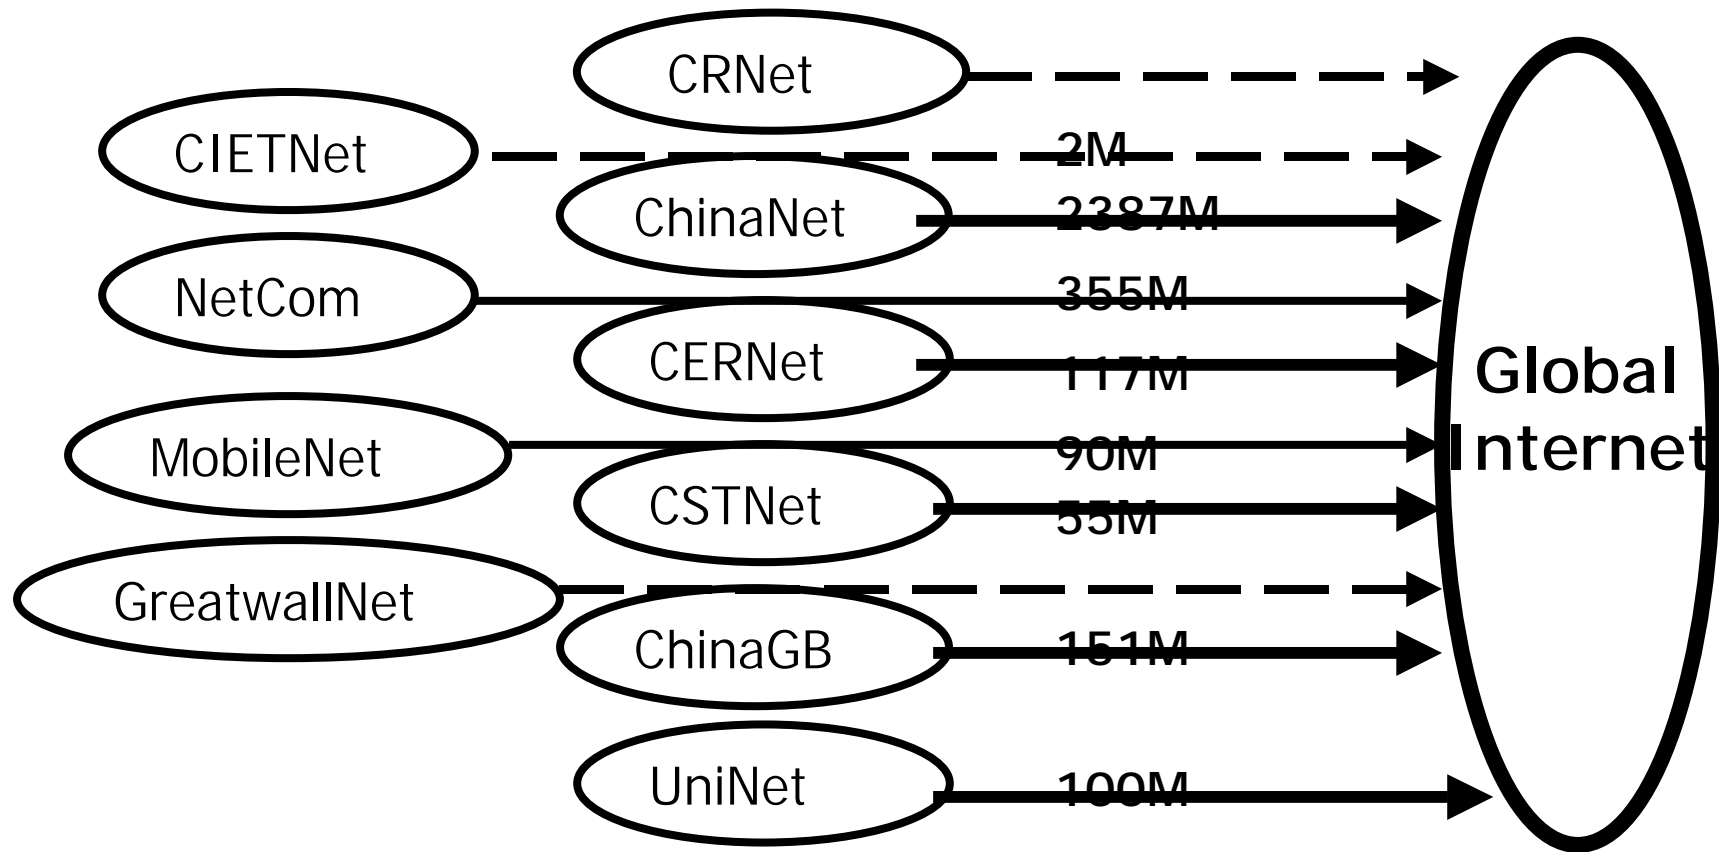 CRNet
CIETNet
2M
ChinaNet
2387M
NetCom
355M
CERNet
117M
Global
Internet
MobileNet
90M
CSTNet
55M
GreatwallNet
ChinaGB
151M
UniNet
100M